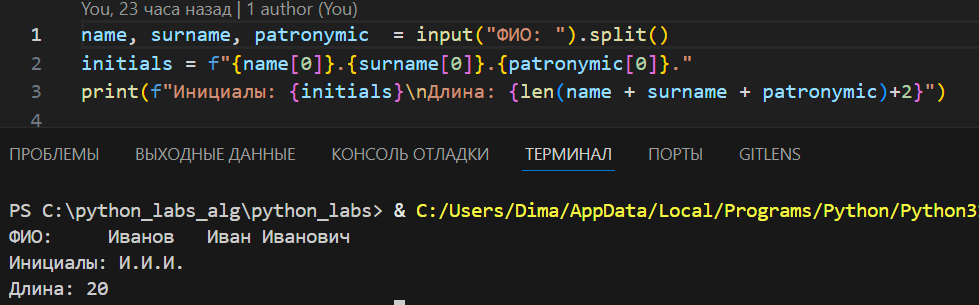 You, 23 часа назад | 1 author (You)
1 name, surname, patronymic  = input("ФИО: ").split()
2 initials = f"{name[0]}.{surname[0]}.{patronymic[0]}."
3 print(f"Инициалы: {initials}\nДлина: {len(name + surname + patronymic)+2}")
4
ПРОБЛЕМЫ ВЫХОДНЫЕ ДАННЫЕ КОНСОЛЬ ОТЛАДКИ ТЕРМИНАЛ ПОРТЫ GITLENS
PS C:\python_labs_alg\python_labs> & C:/Users/Dima/AppData/Local/Programs/Python/Python3
ФИО:     Иванов   Иван Иванович
Инициалы: И.И.И.
Длина: 20